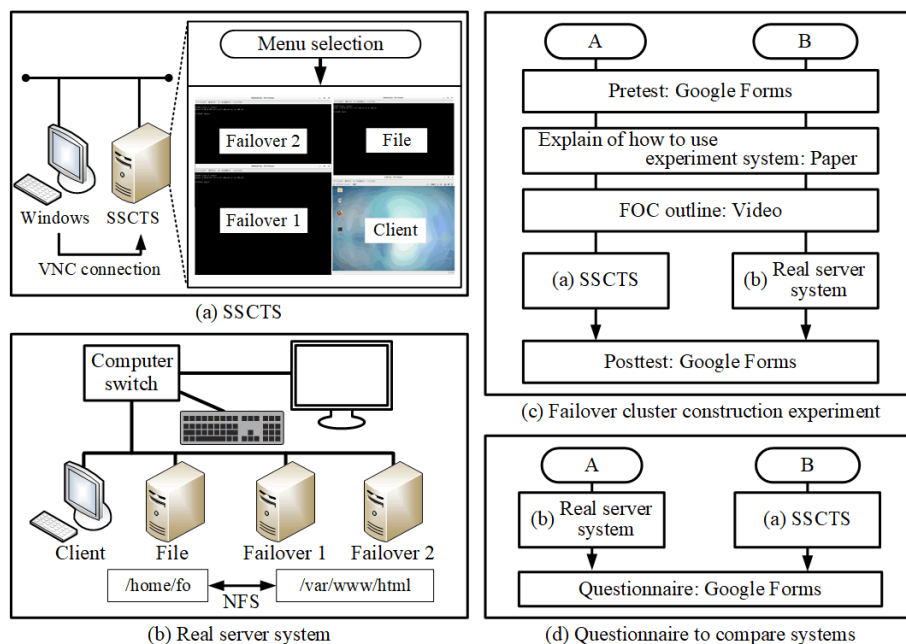 Menu selection
Failover 2
File
Failover 1
Client
Windows
SSCTS
VNC connection
(a) SSCTS
Computer
switch
Client
File
Failover 1
Failover 2
/home/fo
NFS
/var/www/html
(b) Real server system
A
B
Pretest: Google Forms
Explain of how to use
experiment system: Paper
FOC outline: Video
(a) SSCTS
(b) Real server
system
Posttest: Google Forms
(c) Failover cluster construction experiment
A
B
(b) Real server
system
(a) SSCTS
Questionnaire: Google Forms
(d) Questionnaire to compare systems